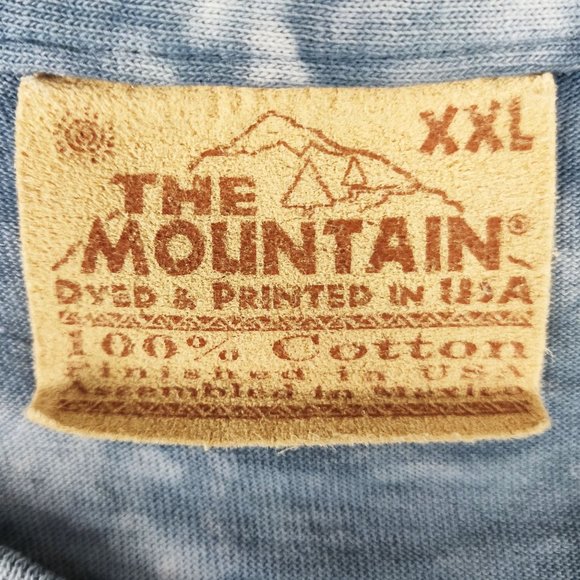 XXL
THE
MOUNTAIN®
DYED & PRINTED IN USA
100% Cotton
Finished in USA
Assembled in Mexico